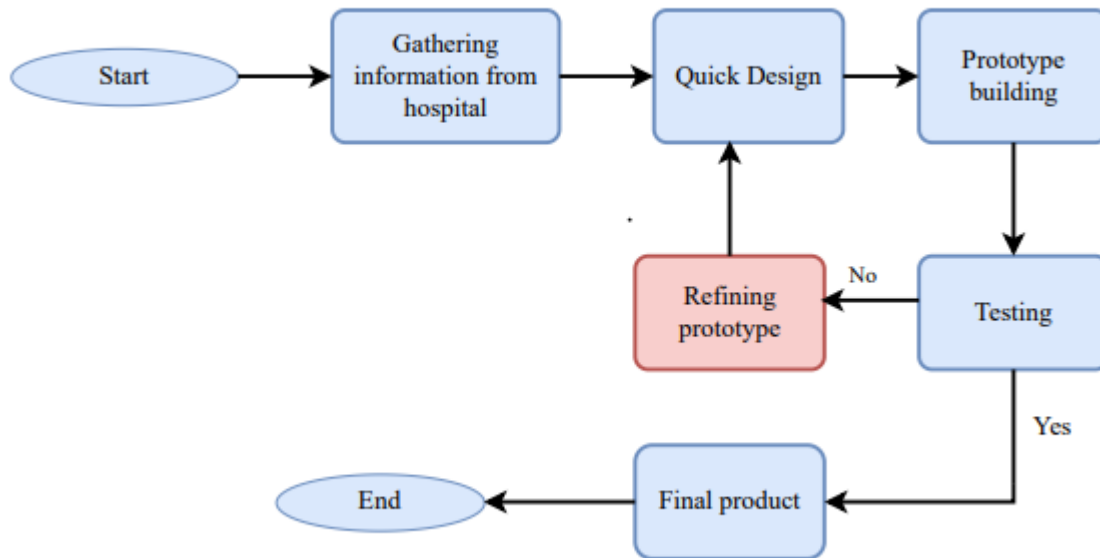 Start
Gathering
information from
hospital
Quick Design
Prototype
building
Refining
prototype
No
Testing
Yes
End
Final product